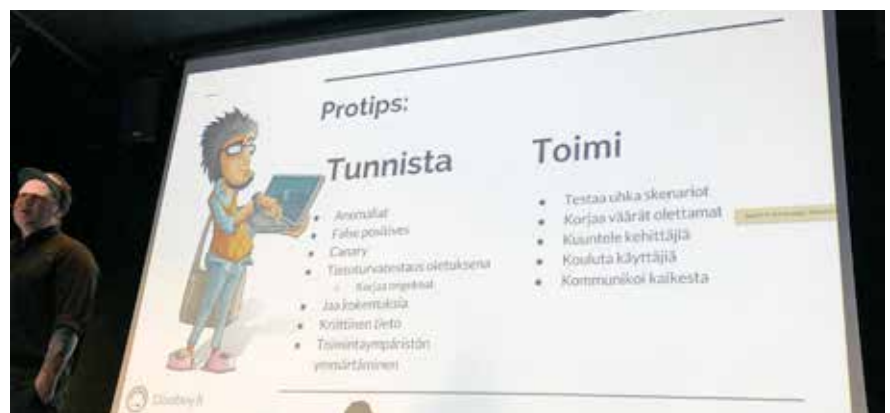 Protips:
Tunnista
Anomaliat
False positives
Canary
Tietoturvatestaus oletuksena
Korjaa ongelmat
Jaa kokemuksia
Kriittinen tieto
Toimintaympäristön
ymmärtäminen
Toimi
Testaa uhka skenariot
Korjaa väärät olettamat
Kuuntele kehittäjiä
Kouluta käyttäjiä
Kommunikoi kaikesta